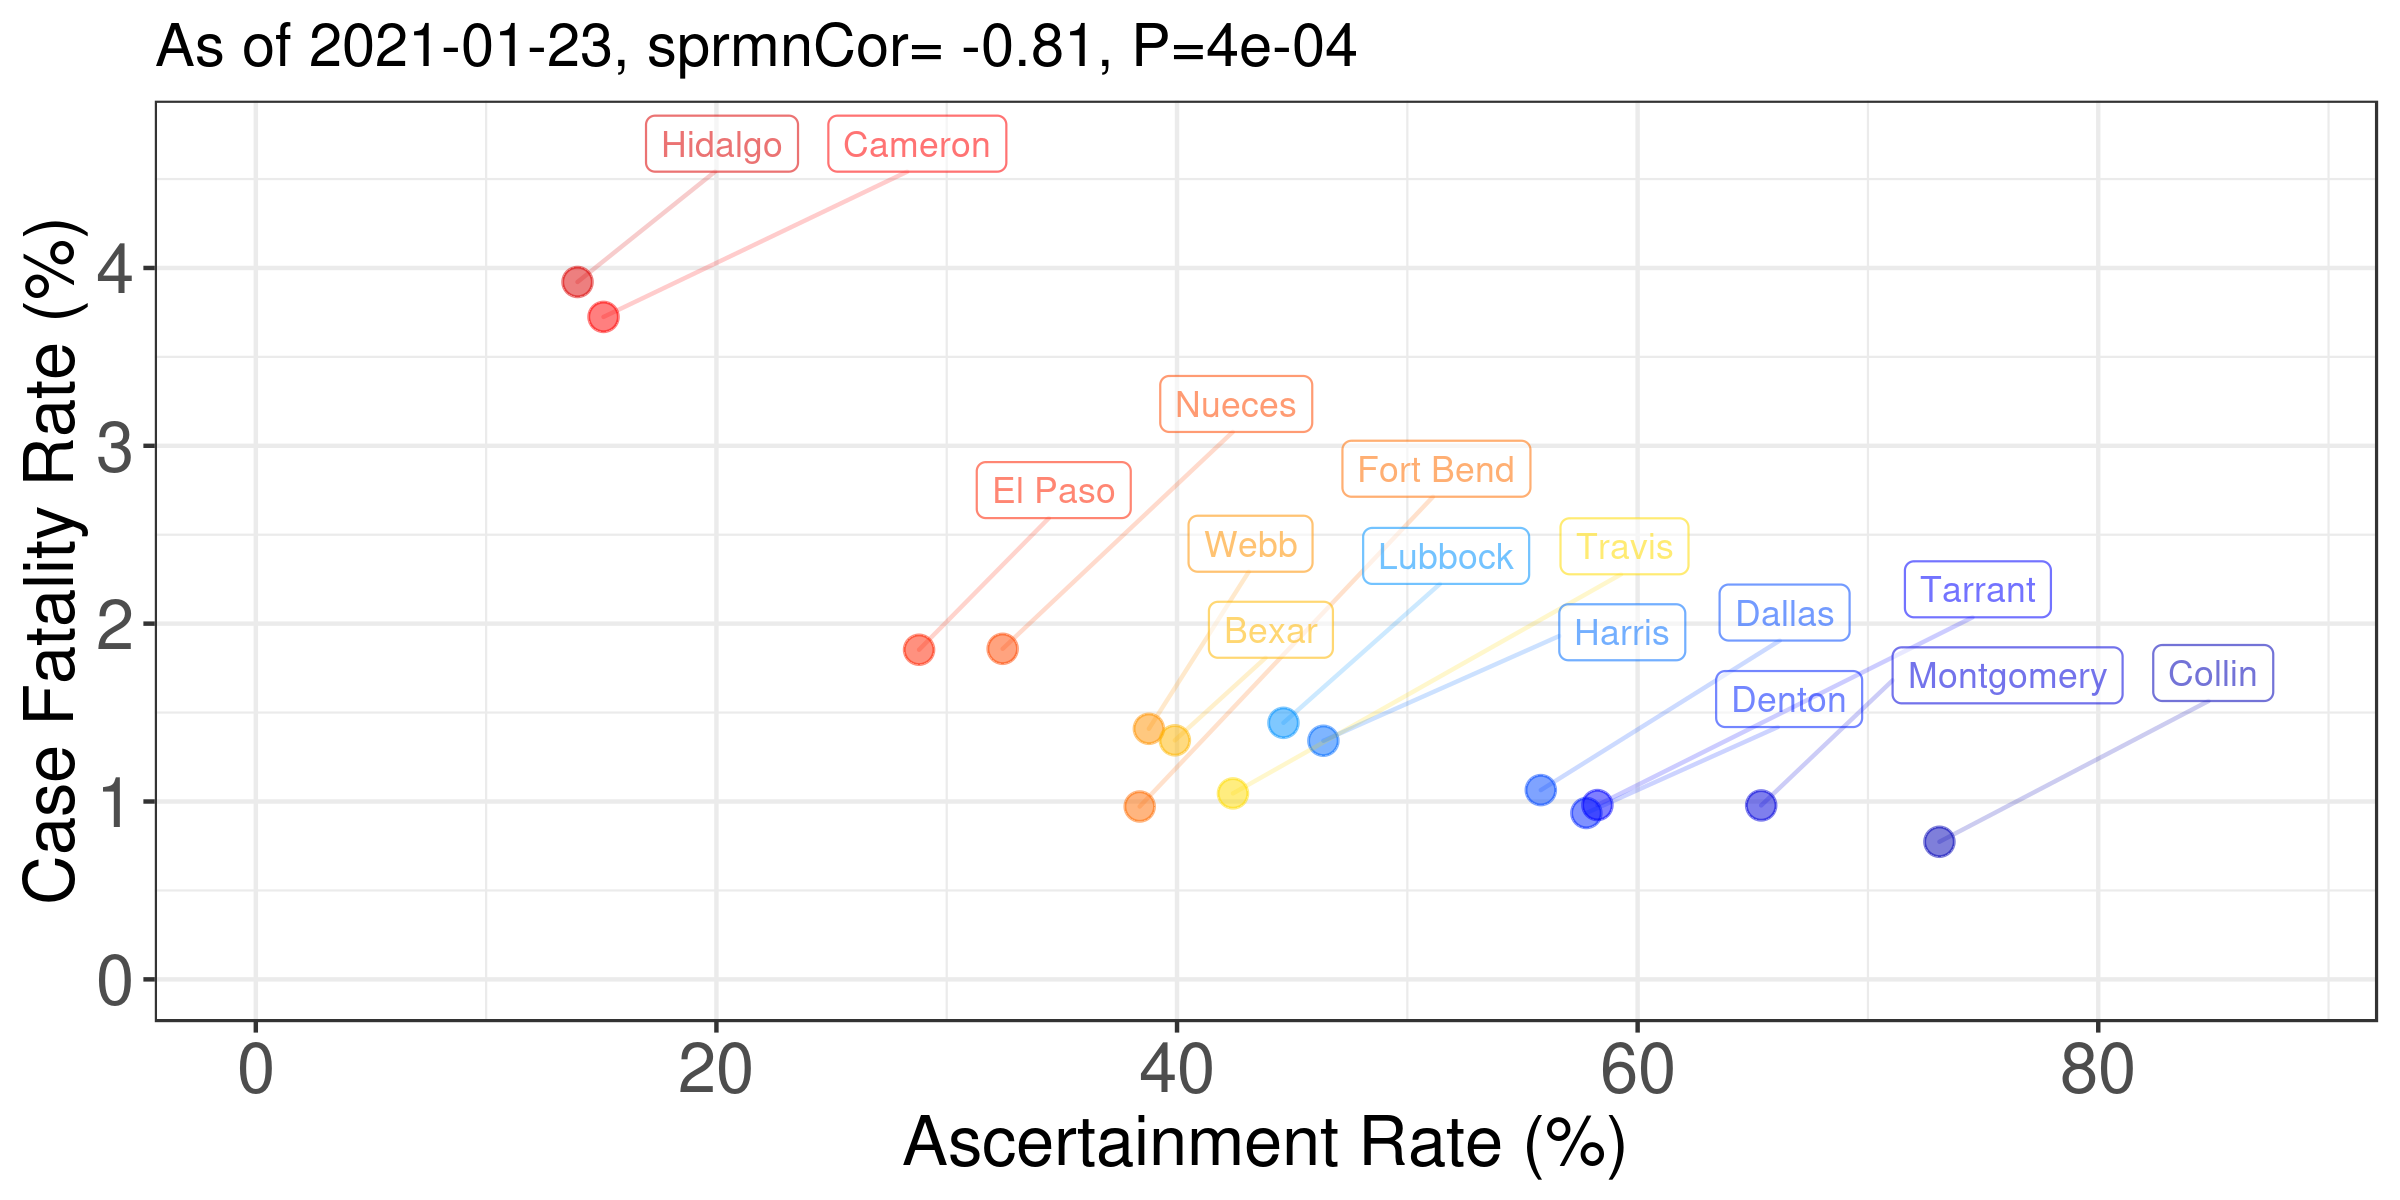 As of 2021-01-23, sprmnCor= -0.81, P=4e-04
Case Fatality Rate (%)
4
3
2
1
0
Hidalgo
Cameron
Nueces
Fort Bend
El Paso
Webb
Lubbock
Travis
Tarrant
Dallas
Bexar
Harris
Collin
Montgomery
Denton
0 20 40 60 80
Ascertainment Rate (%)